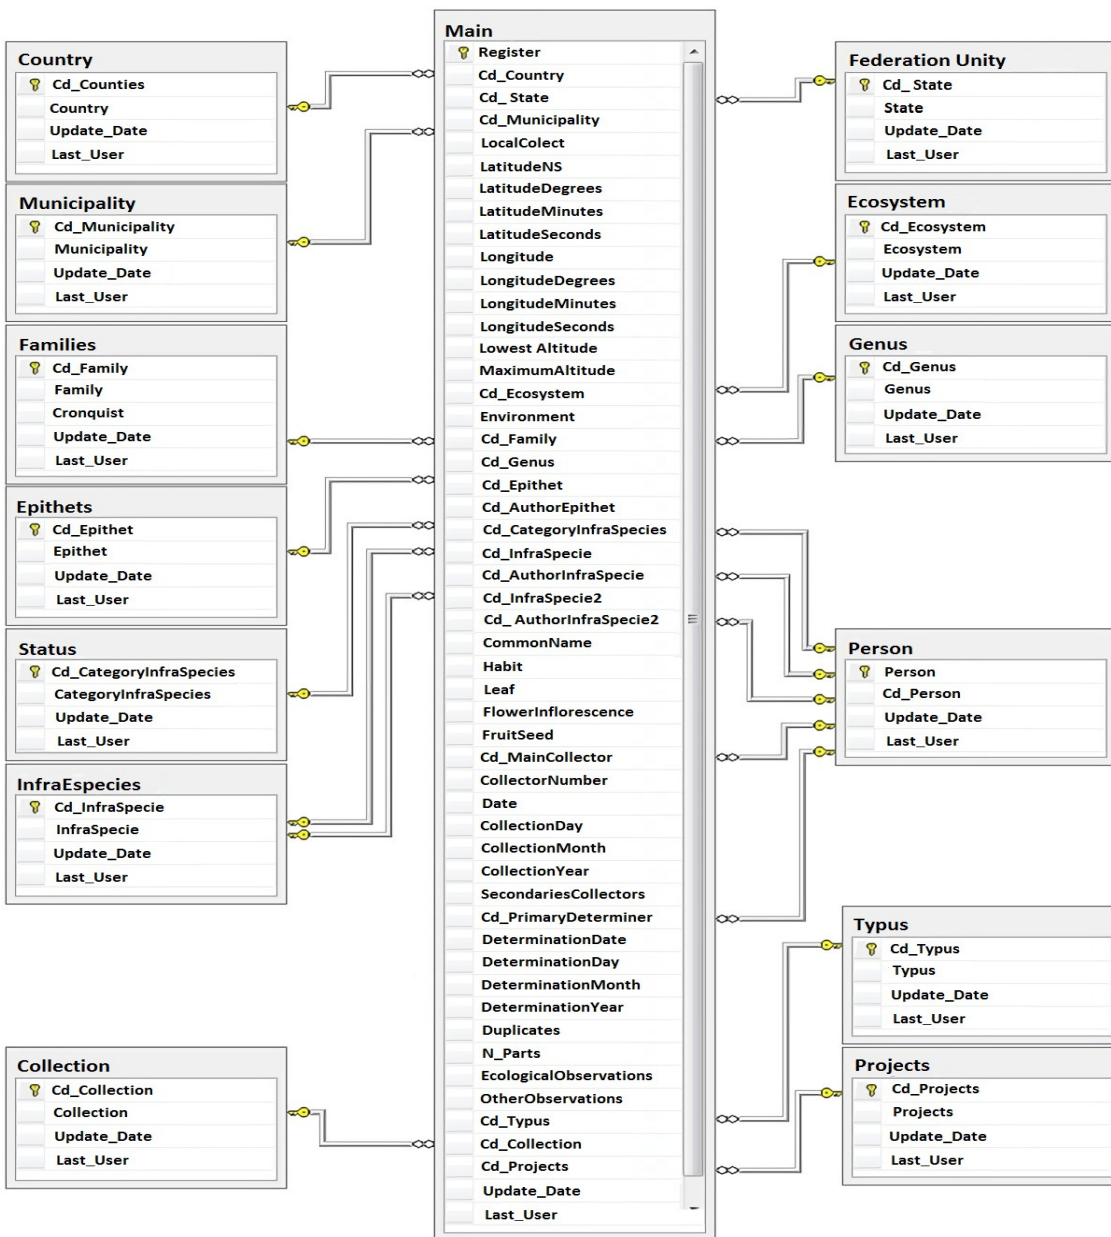 Country
Cd_Counties
Country
Update_Date
Last_User
Municipality
Cd_Municipality
Municipality
Update_Date
Last_User
Families
Cd_Family
Family
Cronquist
Update_Date
Last_User
Epithets
Cd_Epithet
Epithet
Update_Date
Last_User
Status
Cd_CategoryInfraSpecies
CategoryInfraSpecies
Update_Date
Last_User
InfraEspecies
Cd_InfraSpecie
InfraSpecie
Update_Date
Last_User
Collection
Cd_Collection
Collection
Update_Date
Last_User
Main
Register
Cd_Country
Cd_ State
Cd_Municipality
LocalColect
LatitudeNS
LatitudeDegrees
LatitudeMinutes
LatitudeSeconds
Longitude
LongitudeDegrees
LongitudeMinutes
LongitudeSeconds
Lowest Altitude
MaximumAltitude
Cd_Ecosystem
Environment
Cd_Family
Cd_Genus
Cd_Epithet
Cd_AuthorEpithet
Cd_CategoryInfraSpecies
Cd_InfraSpecie
Cd_AuthorInfraSpecie
Cd_InfraSpecie2
Cd_ AuthorInfraSpecie2
CommonName
Habit
Leaf
FlowerInflorescence
FruitSeed
Cd_MainCollector
CollectorNumber
Date
CollectionDay
CollectionMonth
CollectionYear
SecondariesCollectors
Cd_PrimaryDeterminer
DeterminationDate
DeterminationDay
DeterminationMonth
DeterminationYear
Duplicates
N_Parts
EcologicalObservations
OtherObservations
Cd_Typus
Cd_Collection
Cd_Projects
Update_Date
Last_User
Federation Unity
Cd_ State
State
Update_Date
Last_User
Ecosystem
Cd_Ecosystem
Ecosystem
Update_Date
Last_User
Genus
Cd_Genus
Genus
Update_Date
Last_User
Person
Person
Cd_Person
Update_Date
Last_User
Typus
Cd_Typus
Typus
Update_Date
Last_User
Projects
Cd_Projects
Projects
Update_Date
Last_User